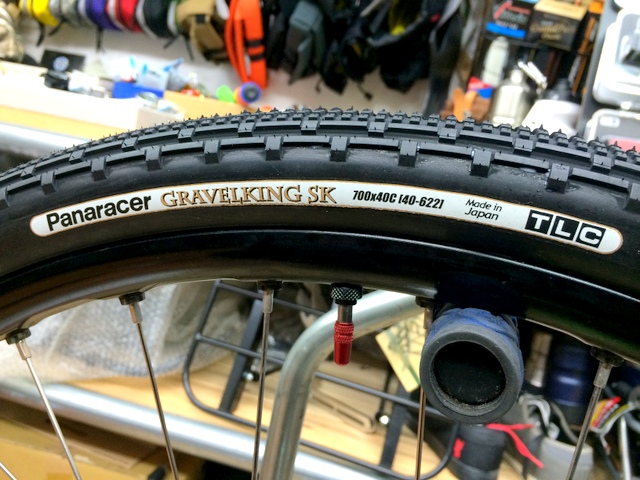 Panaracer GRAVELKING SK 700x40C [40-622] Made in
Japan TLC